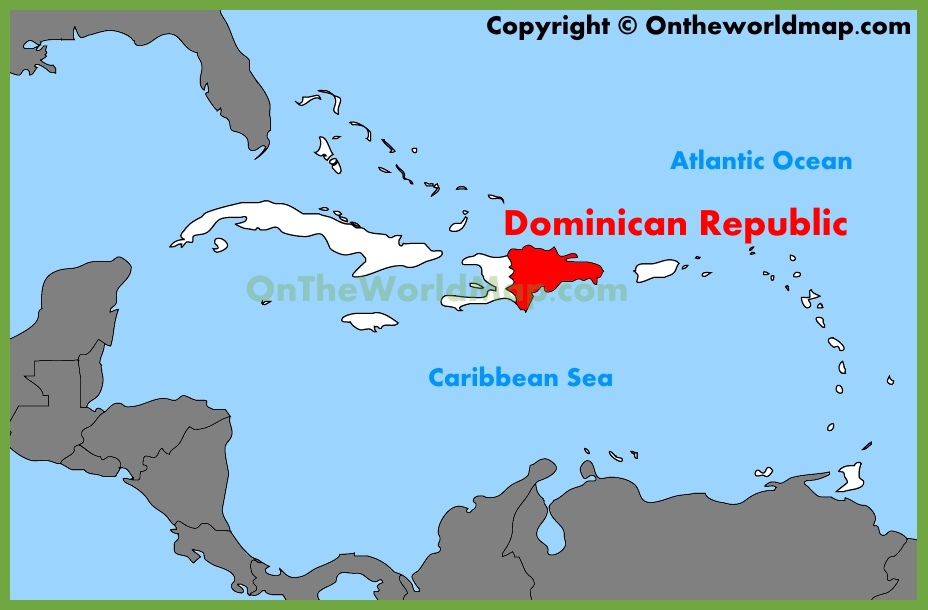 Copyright © Ontheworldmap.com
Atlantic Ocean
Dominican Republic
OnTheWorldMap.com
Caribbean Sea